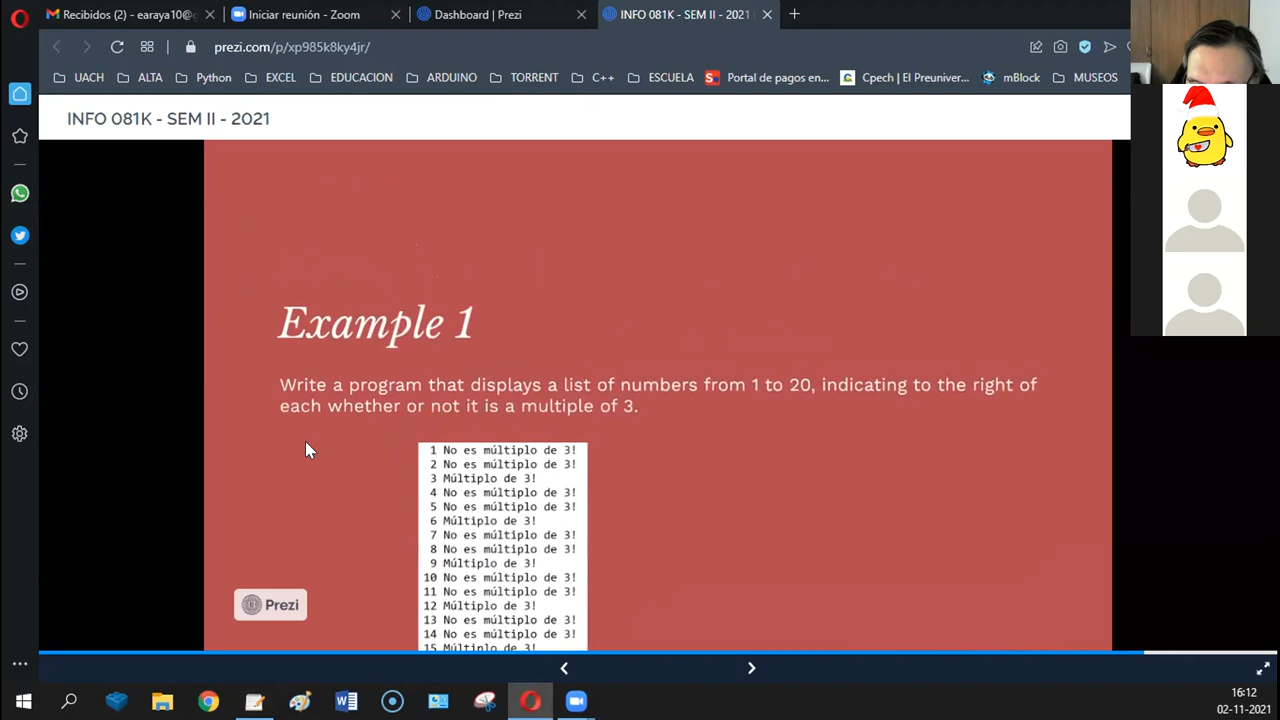 Recibidos (2) - earaya10@g
Iniciar reunión - Zoom
Dashboard | Prezi
INFO 081K - SEM II - 2021
prezi.com/p/xp985k8ky4jr/
UACH
ALTA
Python
EXCEL
EDUCACION
ARDUINO
TORRENT
C++
ESCUELA
Portal de pagos en...
Cpech | El Preuniver...
mBlock
MUSEOS
INFO 081K - SEM II - 2021
Example 1
Write a program that displays a list of numbers from 1 to 20, indicating to the right of
each whether or not it is a multiple of 3.
1 No es múltiplo de 3!
2 No es múltiplo de 3!
3 Múltiplo de 3!
4 No es múltiplo de 3!
5 No es múltiplo de 3!
6 Múltiplo de 3!
7 No es múltiplo de 3!
8 No es múltiplo de 3!
9 Múltiplo de 3!
10 No es múltiplo de 3!
11 No es múltiplo de 3!
12 Múltiplo de 3!
13 No es múltiplo de 3!
14 No es múltiplo de 3!
15 Múltiplo de 3!
Prezi
16:12
02-11-2021